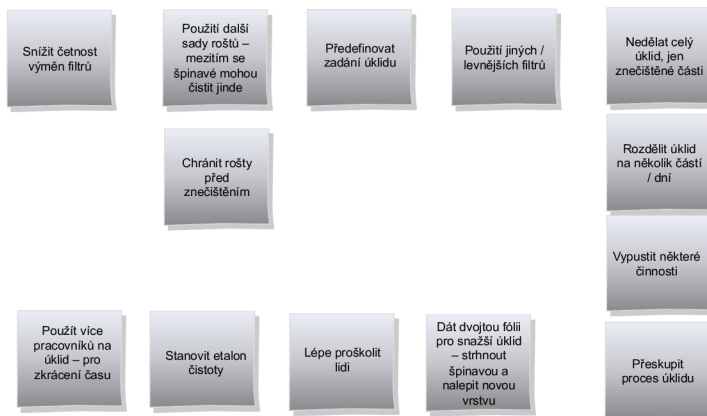 Snížit četnost
výměn filtrů
Použití další
sady roštů –
mezitím se
špinavé mohou
čistit jinde
Předefinovat
zadání úklidu
Použití jiných /
levnějších filtrů
Nedělat celý
úklid, jen
znečištěné části
Chránit rošty
před
znečištěním
Rozdělit úklid
na několik částí
/ dní
Vypustit některé
činnosti
Použít více
pracovníků na
úklid – pro
zkrácení času
Stanovit etalon
čistoty
Lépe proškolit
lidi
Dát dvojtou fólii
pro snažší úklid
– strhnout
špinavou a
nalepit novou
vrstvu
Přeskupit
proces úklidu